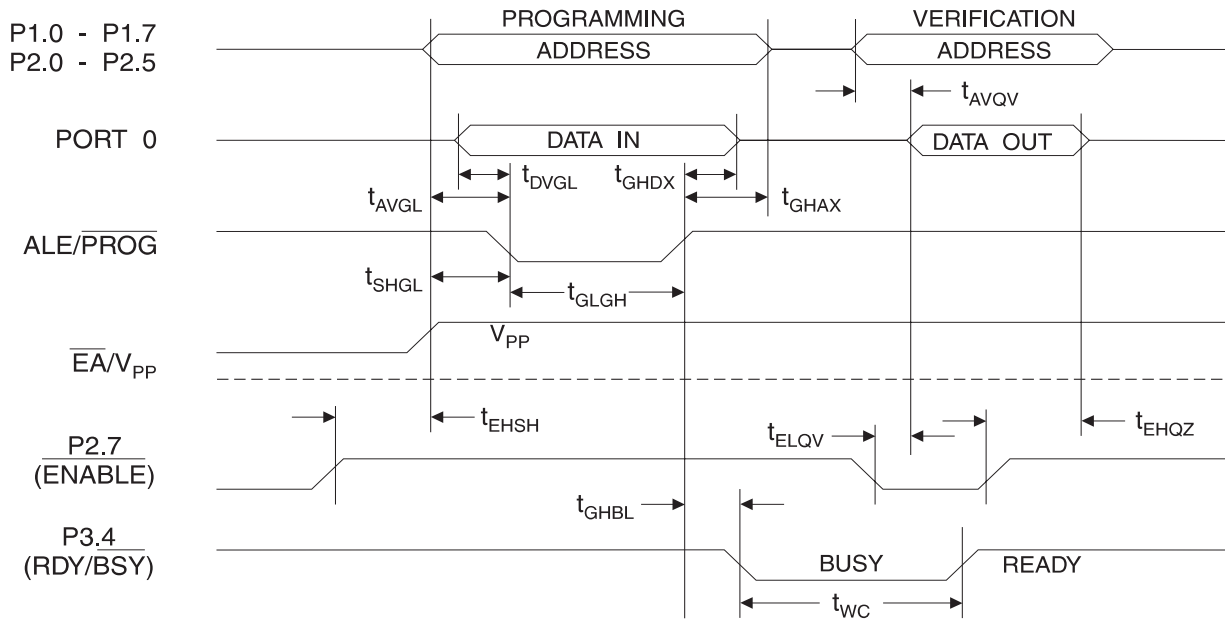 PROGRAMMING VERIFICATION
P1.0 - P1.7
P2.0 - P2.5
ADDRESS ADDRESS
tAVQV
PORT 0 DATA IN DATA OUT
tDVGL tGHDX
tAVGL tGHAX
ALE/PROG
tSHGL
tGLGH
VPP
EA/VPP
tEHSH tELQV tEHQZ
P2.7
(ENABLE)
tGHBL
P3.4
(RDY/BSY)
BUSY READY
tWC